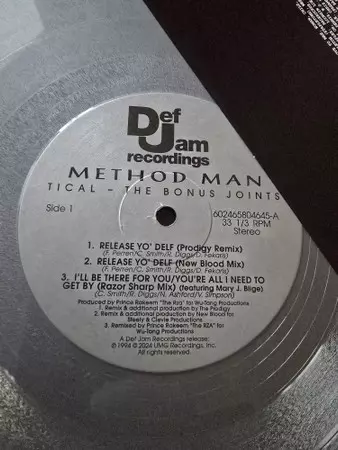 Def
Jam
recordings
METHOD MAN
TICAL – THE BONUS JOINTS
Side 1
602465804645-A
33 1/3 RPM
Stereo
1. RELEASE YO' DELF (Prodigy Remix)
(F. Perren/C. Smith/R. Diggs/D. Fekaris)
2. RELEASE YO' DELF (New Blood Mix)
(F. Perren/C. Smith/R. Diggs/D. Fekaris)
3. I'LL BE THERE FOR YOU/YOU'RE ALL I NEED TO
GET BY (Razor Sharp Mix) (featuring Mary J. Blige)
(C. Smith/R. Diggs/N. Ashford/V. Simpson)
Produced by Prince Rakeem "The Rza" for Wu-Tang Productions
1. Remix & additional production by The Prodigy
2. Remix & additional production by New Blood for
Steely & Clevie Productions
3. Remixed by Prince Rakeem "The RZA" for
Wu-Tang Productions
A Def Jam Recordings release;
℗ 1994 © 2024 UMG Recordings, Inc.
All rights reserved.